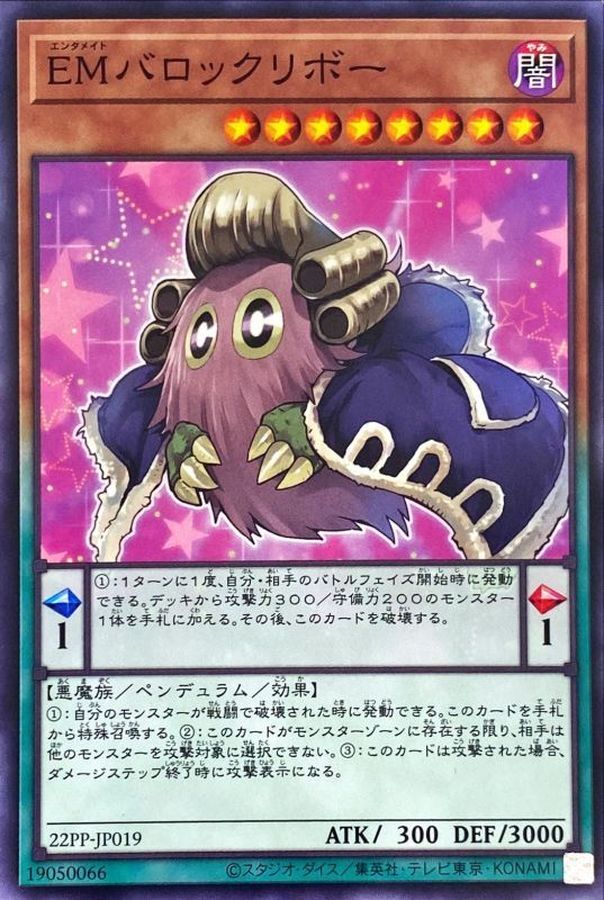 エンタメイト
EMバロックリボー
やみ
闇
①:1ターンに1度、自分・相手のバトルフェイズ開始時に発動
できる。デッキから攻撃力300/守備力200のモンスター
1体を手札に加える。その後、このカードを破壊する。
1
1
【悪魔族/ペンデュラム/効果】
①:自分のモンスターが戦闘で破壊された時に発動できる。このカードを手札
から特殊召喚する。②:このカードがモンスターゾーンに存在する限り、相手は
他のモンスターを攻撃対象に選択できない。③:このカードは攻撃された場合、
ダメージステップ終了時に攻撃表示になる。
22PP-JP019
ATK/ 300 DEF/3000
19050066
©スタジオ・ダイス/集英社・テレビ東京・KONAMI